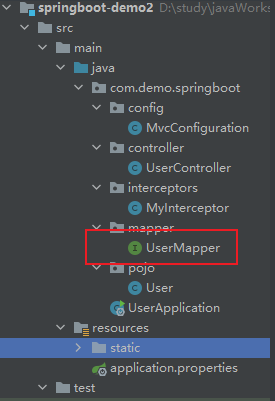 springboot-demo2 D:\study\javaWorks
src
main
java
com.demo.springboot
config
MvcConfiguration
controller
UserController
interceptors
MyInterceptor
mapper
UserMapper
pojo
User
UserApplication
resources
static
application.properties
test